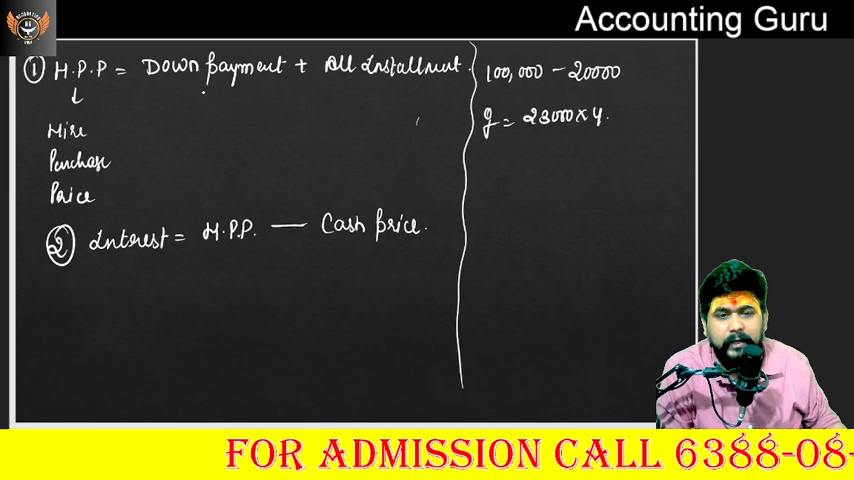 Accounting Guru
① H.P.P = Down payment + All Installment.
Hire
Purchase
Price
② Interest = H.P.P. — Cash price.
100,000 – 20000
= 23000 × 4.
FOR ADMISSION CALL 6388-08-